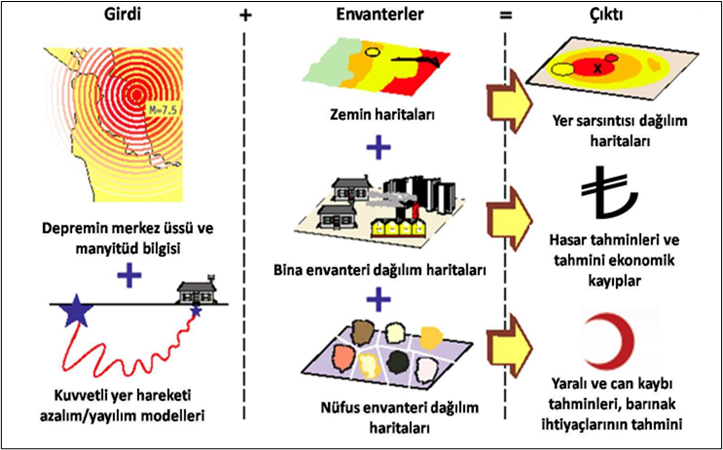 Girdi + Envanterler = Çıktı
M=7.5
Depremin merkez üssü ve
manyitüd bilgisi
+
Kuvvetli yer hareketi
azalım/yayılım modelleri
Zemin haritaları
+
Bina envanteri dağılım haritaları
+
Nüfus envanteri dağılım
haritaları
X
Yer sarsıntısı dağılım
haritaları
₺
Hasar tahminleri ve
tahmini ekonomik
kayıplar
Yaralı ve can kaybı
tahminleri, barınak
ihtiyaçlarının tahmini